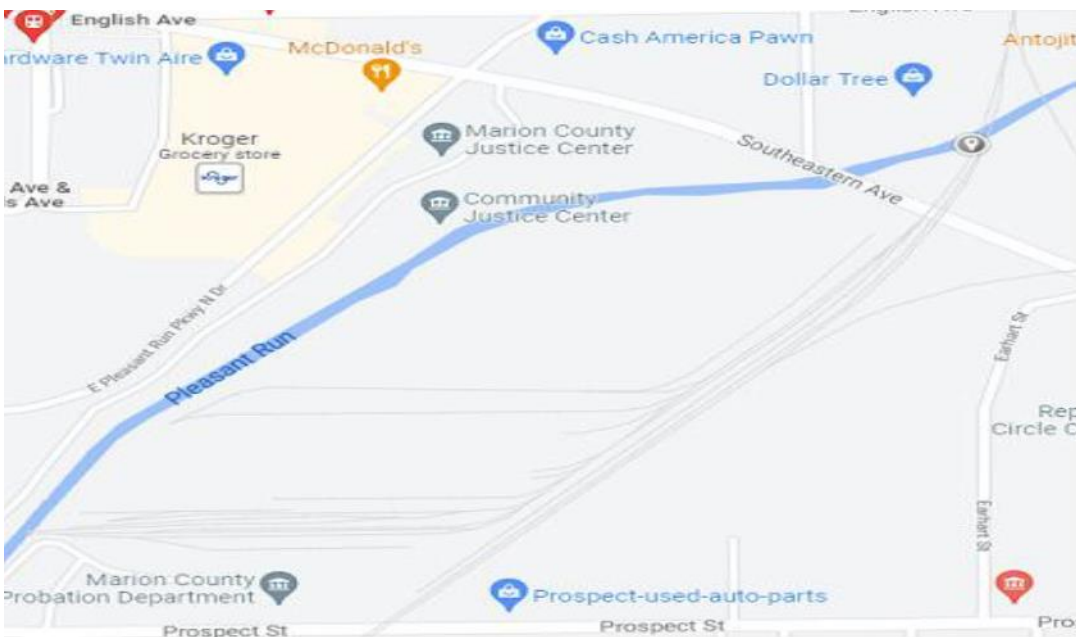 English Ave
ardware Twin Aire
McDonald's
Cash America Pawn
Antojit
Dollar Tree
Kroger
Grocery store
Kroger
Marion County
Justice Center
Southeastern Ave
Ave &
s Ave
Community
Justice Center
E Pleasant Run Pkwy N Dr
Pleasant Run
Earhart St
Rep
Circle C
Earhart St
Marion County
Probation Department
Prospect-used-auto-parts
Prospect St
Prospect St
Pro